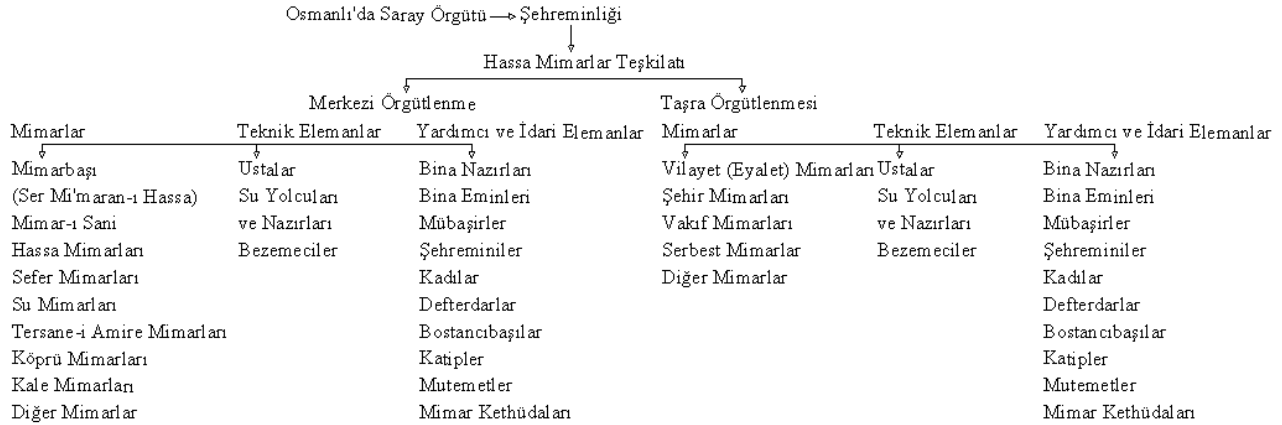 Osmanlı'da Saray Örgütü Şehreminliği
Hassa Mimarlar Teşkilatı
Merkezi Örgütlenme Taşra Örgütlenmesi
Mimarlar Teknik Elemanlar Yardımcı ve İdari Elemanlar Mimarlar Teknik Elemanlar Yardımcı ve İdari Elemanlar
Mimarbaşı Ustalar Bina Nazırları Vilayet (Eyalet) Mimarları Ustalar Bina Nazırları
(Ser Mi'maran-ı Hassa) Su Yolcuları Bina Eminleri Şehir Mimarları Su Yolcuları Bina Eminleri
Mimar-ı Sani ve Nazırları Mübaşirler Vakıf Mimarları ve Nazırları Mübaşirler
Hassa Mimarları Bezemeciler Şehreminiler Serbest Mimarlar Bezemeciler Şehreminiler
Sefer Mimarları Kadılar Diğer Mimarlar Kadılar
Su Mimarları Defterdarlar Defterdarlar
Tersane-i Amire Mimarları Bostancıbaşılar Bostancıbaşılar
Köprü Mimarları Katipler Katipler
Kale Mimarları Mutemetler Mutemetler
Diğer Mimarlar Mimar Kethüdaları Mimar Kethüdaları